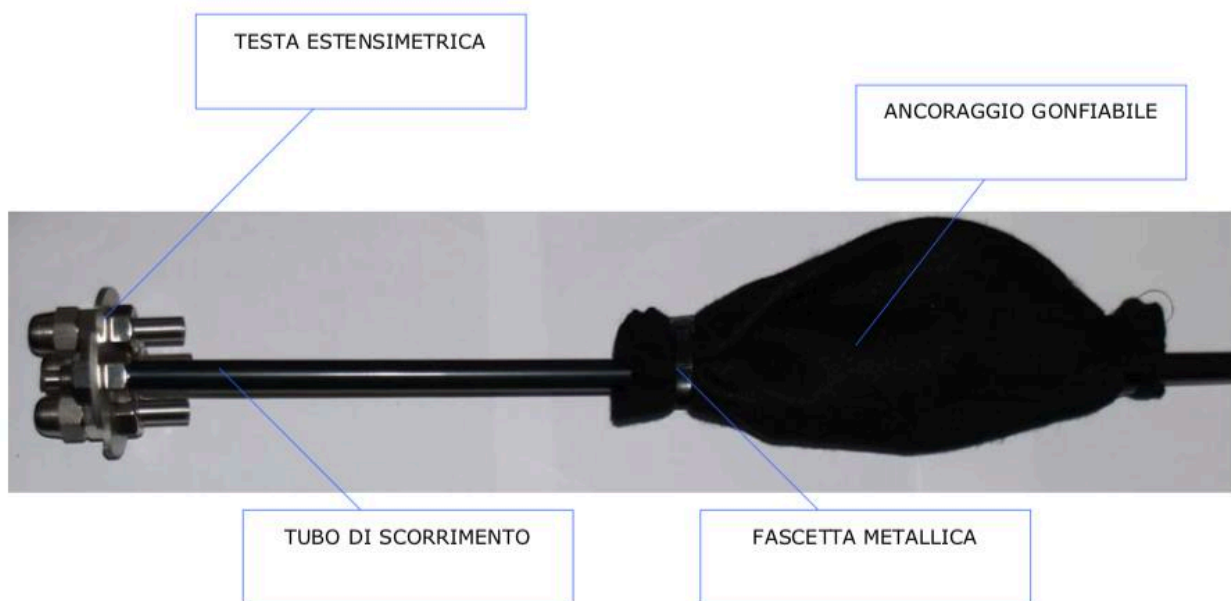 TESTA ESTENSIMETRICA
ANCORAGGIO GONFIABILE
TUBO DI SCORRIMENTO
FASCETTA METALLICA